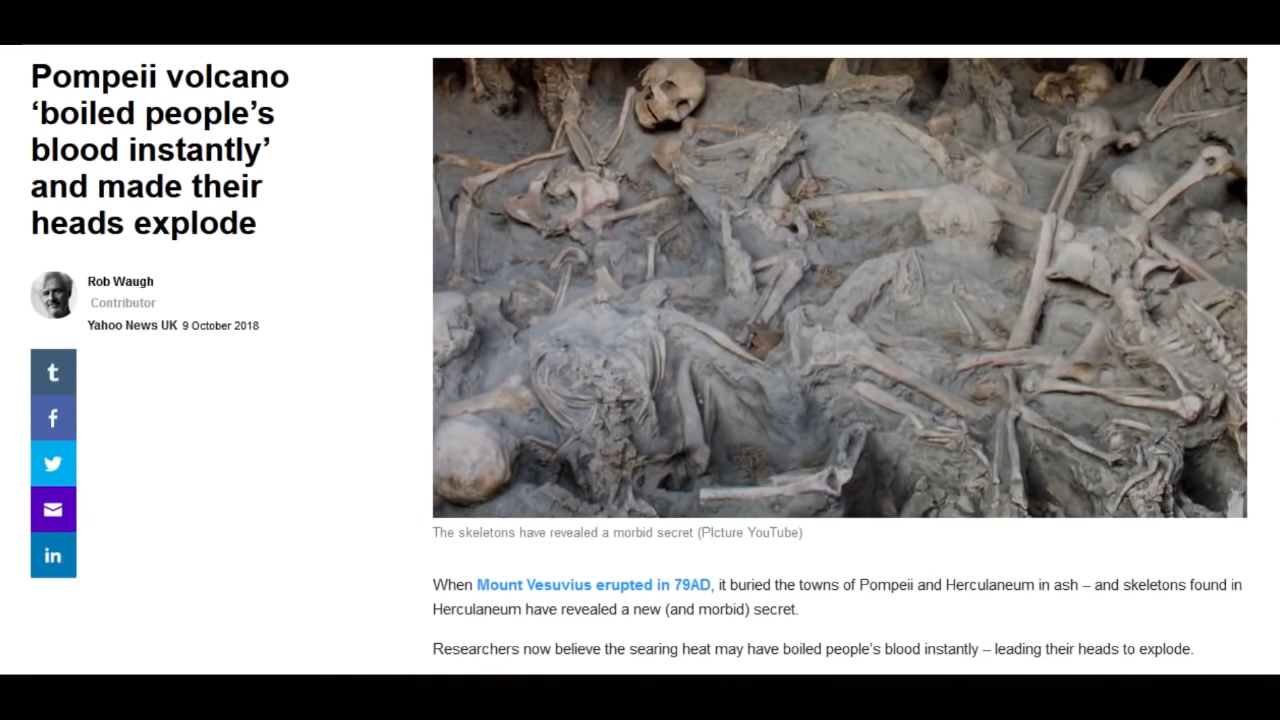 Pompeii volcano
‘boiled people’s
blood instantly’
and made their
heads explode
Rob Waugh
Contributor
Yahoo News UK 9 October 2018
t
f
in
The skeletons have revealed a morbid secret (PIcture YouTube)
When Mount Vesuvius erupted in 79AD, it buried the towns of Pompeii and Herculaneum in ash – and skeletons found in
Herculaneum have revealed a new (and morbid) secret.
Researchers now believe the searing heat may have boiled people’s blood instantly – leading their heads to explode.